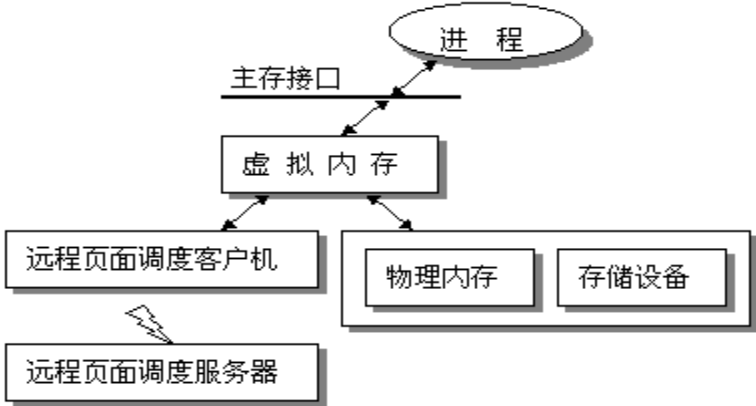 进 程
主存接口
虚 拟 内 存
远程页面调度客户机
物理内存
存储设备
远程页面调度服务器